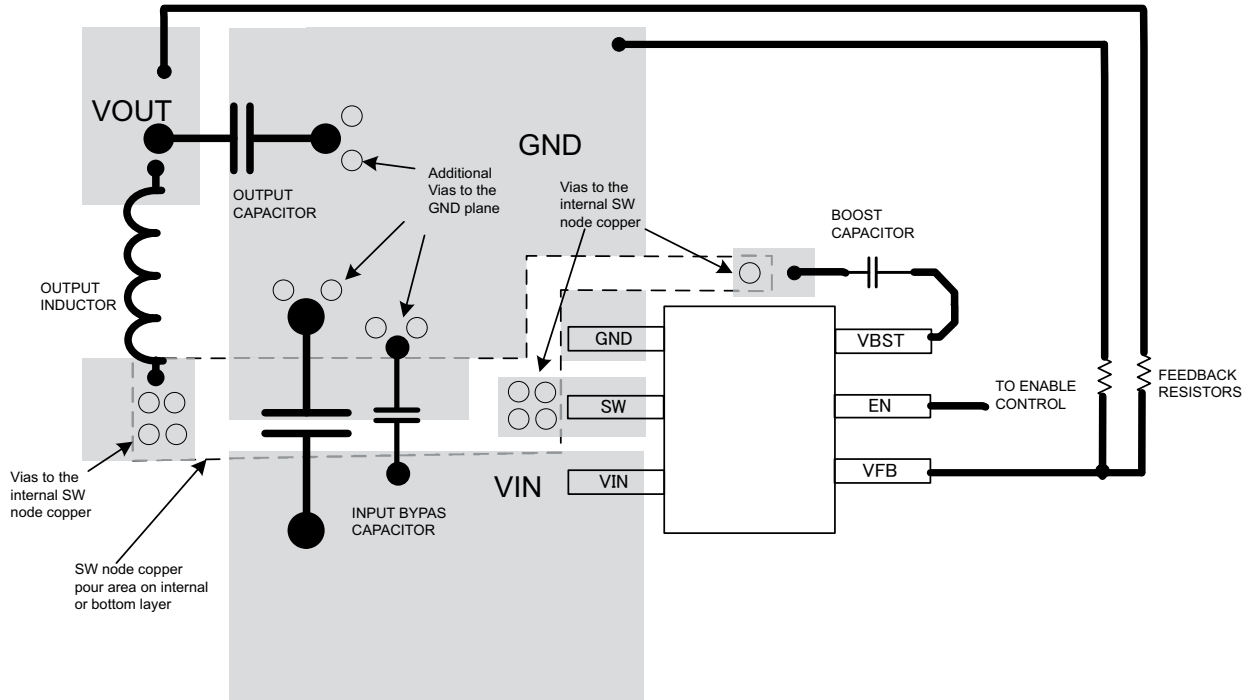 VOUT
GND
OUTPUT
CAPACITOR
Additional
Vias to the
GND plane
Vias to the
internal SW
node copper
BOOST
CAPACITOR
OUTPUT
INDUCTOR
GND
VBST
SW
EN
TO ENABLE
CONTROL
FEEDBACK
RESISTORS
VIN
VIN
VFB
Vias to the
internal SW
node copper
INPUT BYPAS
CAPACITOR
SW node copper
pour area on internal
or bottom layer